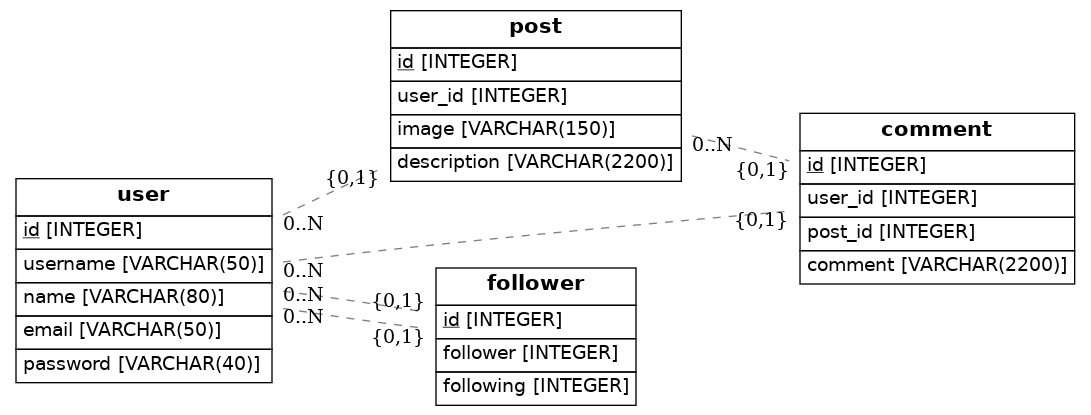 post
id [INTEGER]
user_id [INTEGER]
image [VARCHAR(150)]
description [VARCHAR(2200)]
0..N
{0,1}
comment
id [INTEGER]
user_id [INTEGER]
post_id [INTEGER]
comment [VARCHAR(2200)]
{0,1}
user
id [INTEGER]
username [VARCHAR(50)]
name [VARCHAR(80)]
email [VARCHAR(50)]
password [VARCHAR(40)]
{0,1}
0..N
0..N
0..N
0..N
{0,1}
{0,1}
follower
id [INTEGER]
follower [INTEGER]
following [INTEGER]